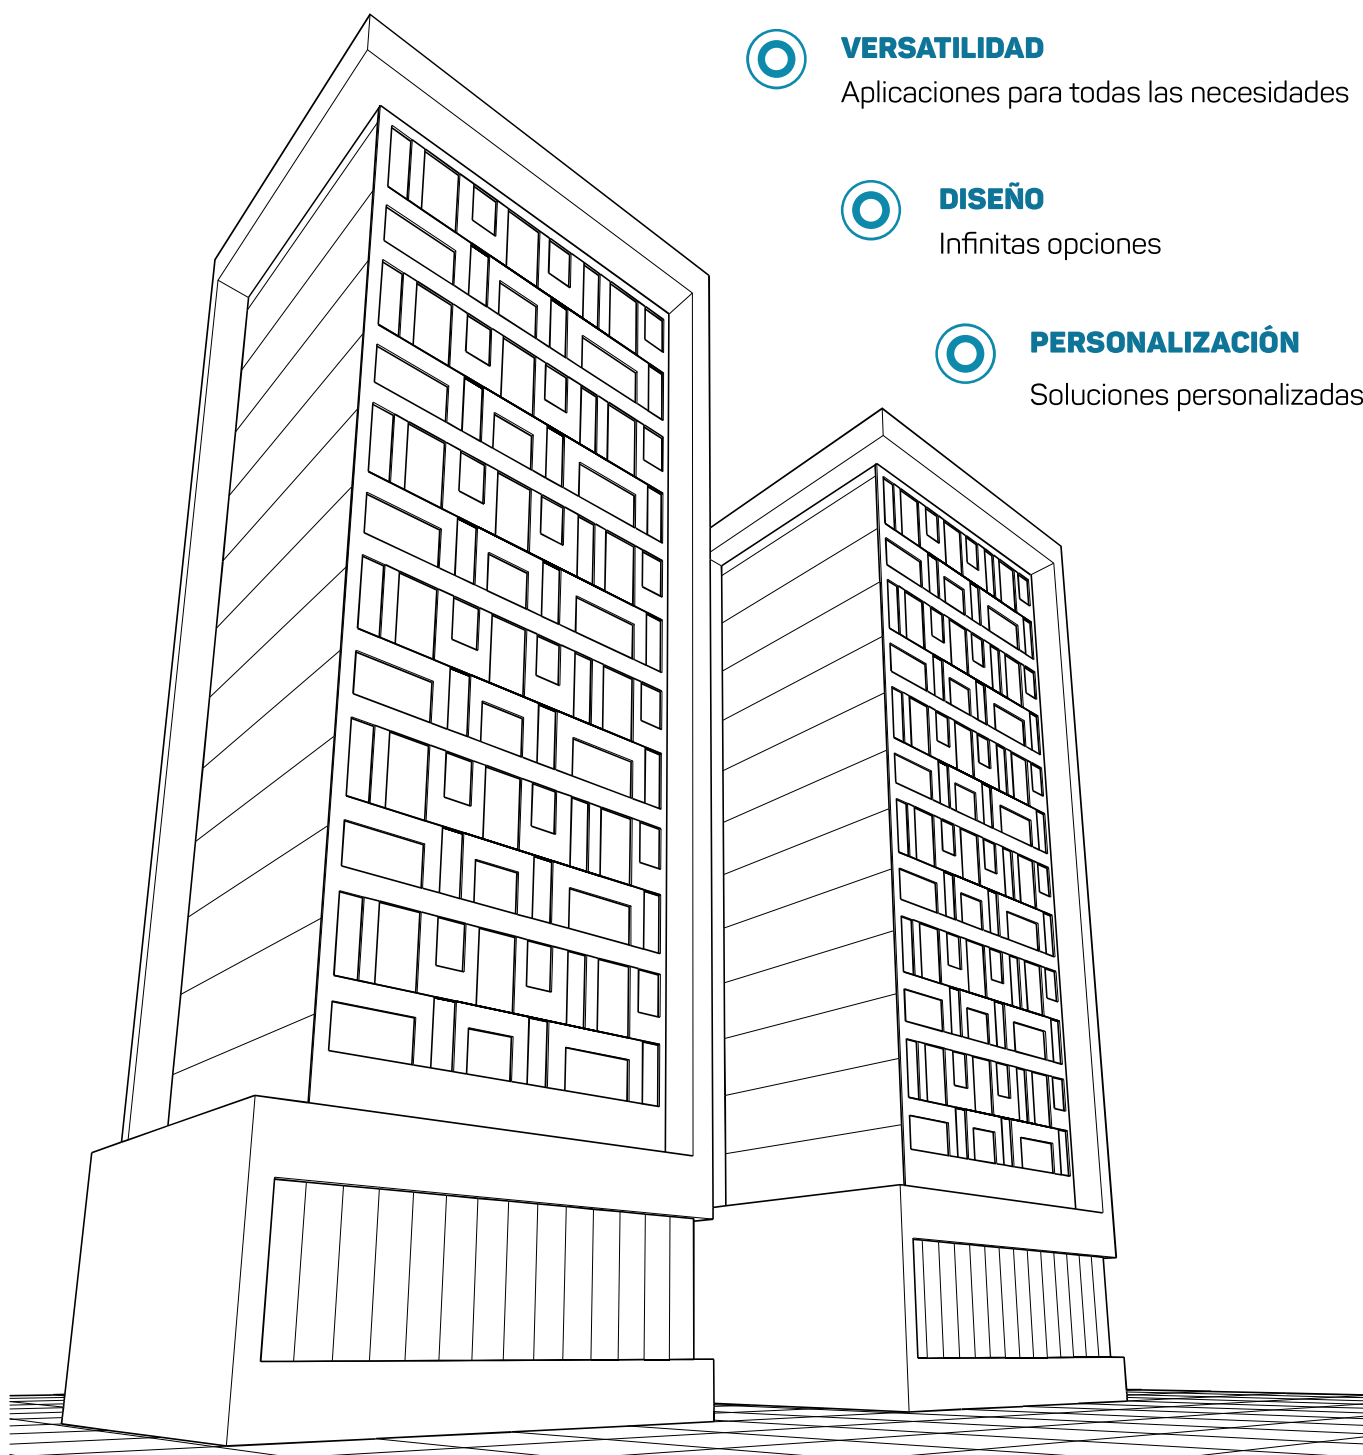 VERSATILIDAD
Aplicaciones para todas las necesidades
DISEÑO
Infinitas opciones
PERSONALIZACIÓN
Soluciones personalizadas